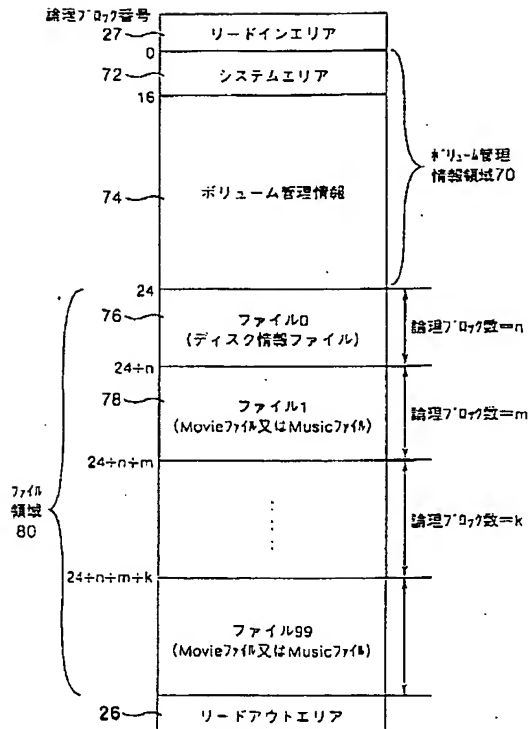 論理ブロック番号
27 リードインエリア
0
72 システムエリア
16
74 ボリューム管理情報
ボリューム管理
情報領域70
24
76 ファイル0
(ディスク情報ファイル)
論理ブロック数=n
24+n
78 ファイル1
(Movieファイル又はMusicファイル)
論理ブロック数=m
24+n+m
ファイル
領域
80
論理ブロック数=k
24+n+m+k
ファイル99
(Movieファイル又はMusicファイル)
26 リードアウトエリア